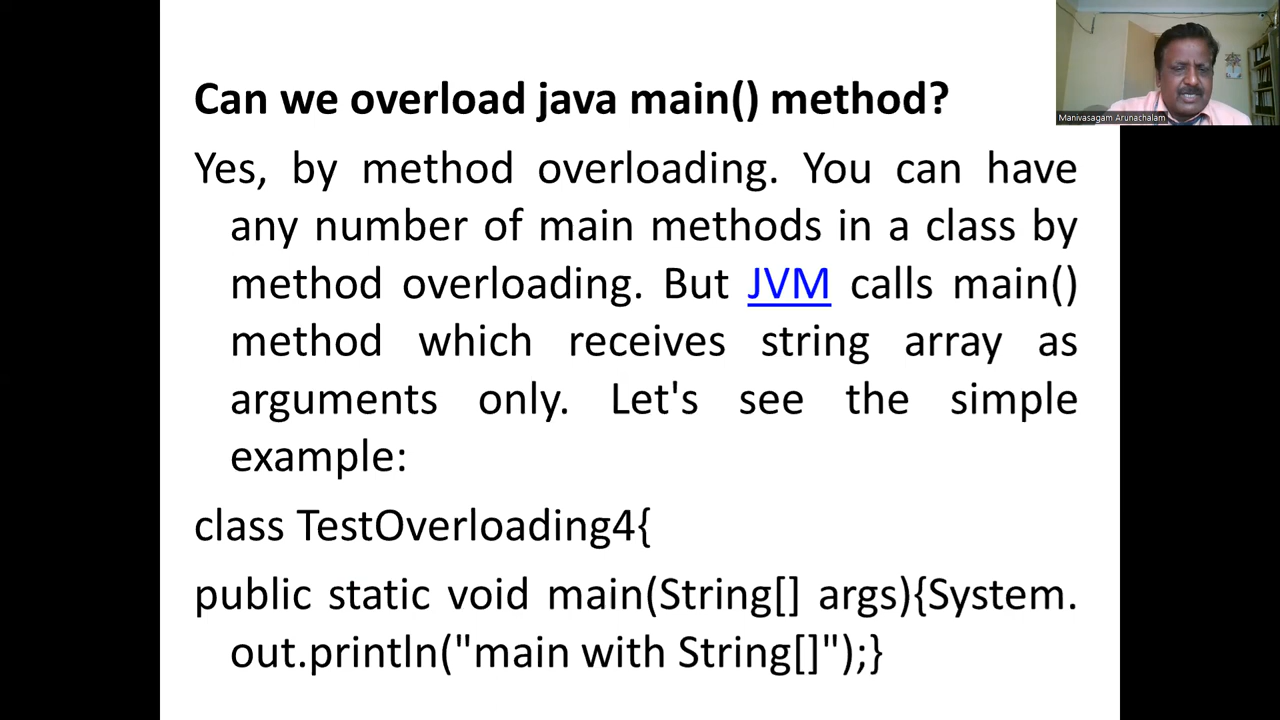 Can we overload java main() method?
Manivasagam Arunachalam
Yes, by method overloading. You can have
any number of main methods in a class by
method overloading. But JVM calls main()
method which receives string array as
arguments only. Let's see the simple
example:
class TestOverloading4{
public static void main(String[] args){System.
out.println("main with String[]");}